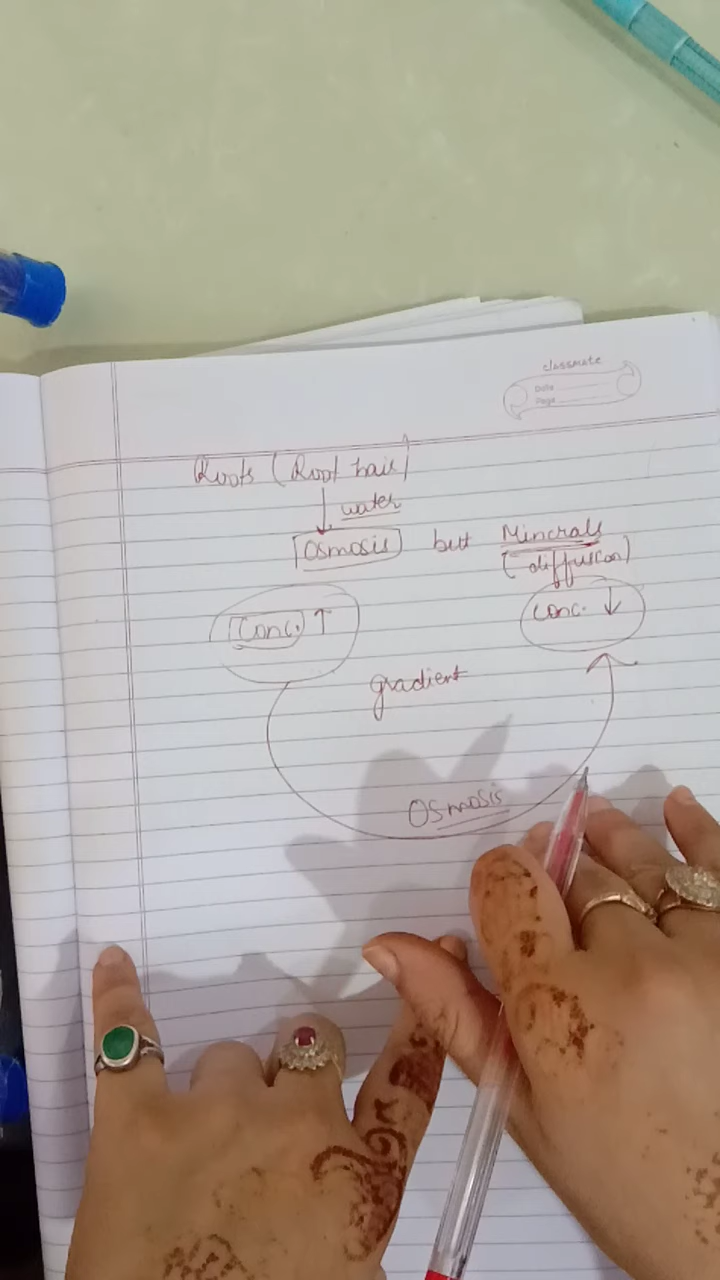 classmate
Date
Page
Roots (Root hair)
↓ water
Osmosis but Minerals
(diffusion)
Conc. ↑ conc. ↓
gradient
Osmosis